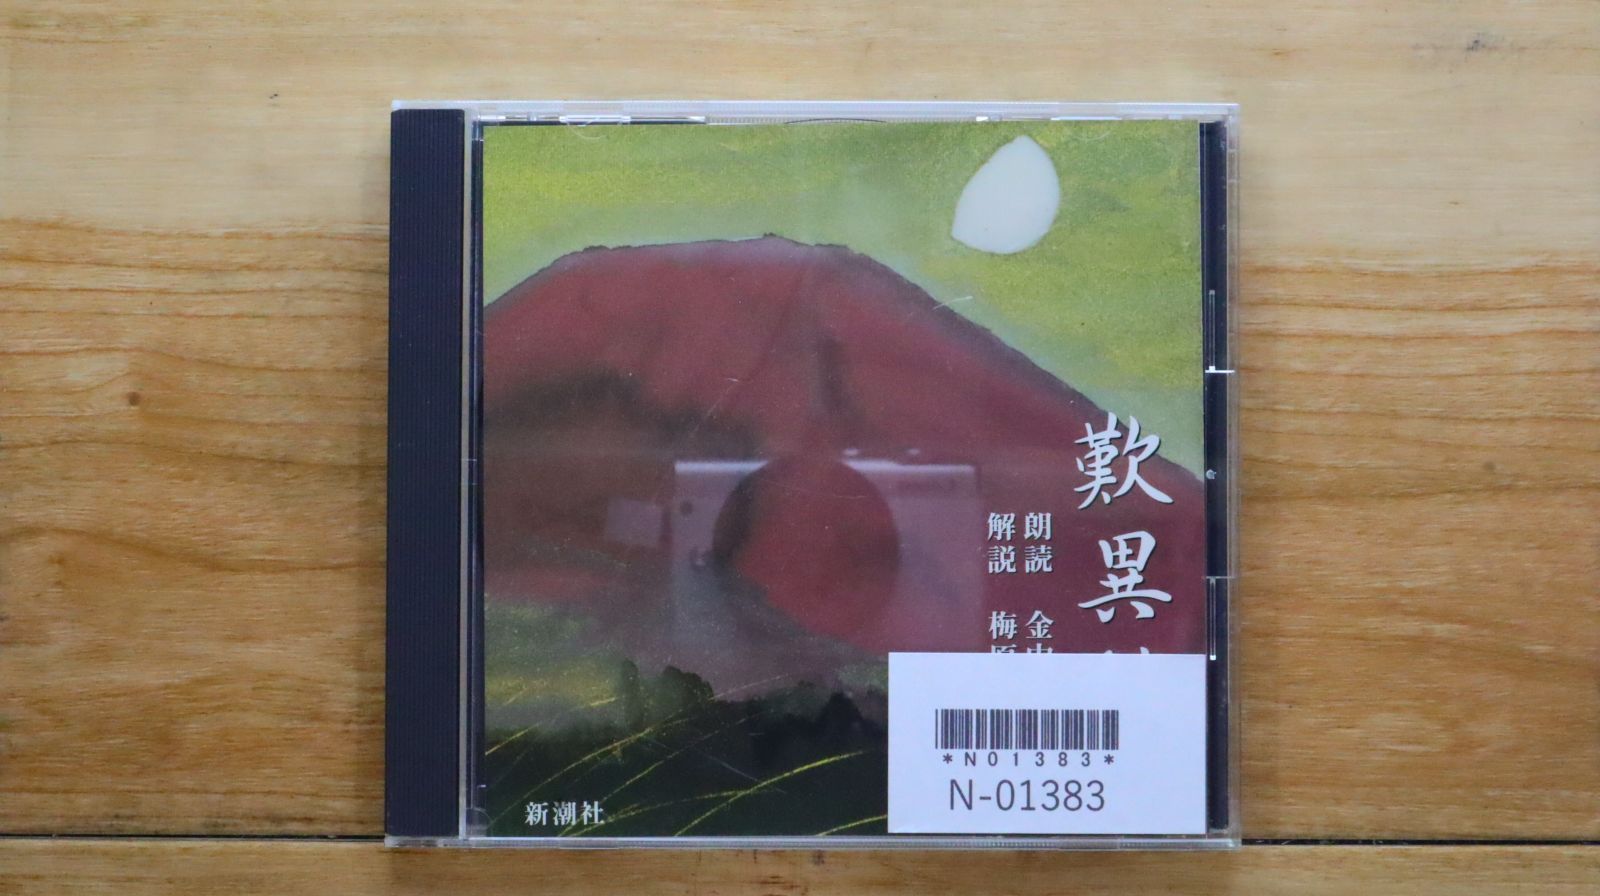 歎異
朗読 金
解説 梅
新潮社
*N01383*
N-01383